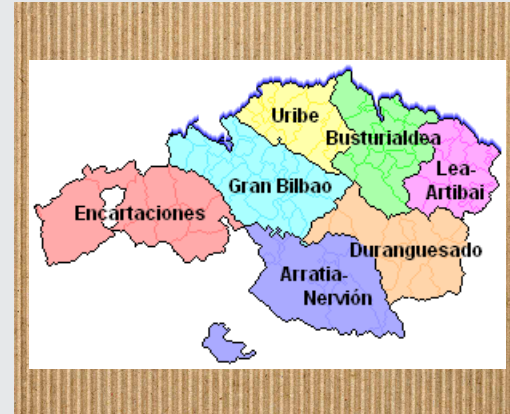 Uribe
Busturialdea
Lea-
Artibai
Gran Bilbao
Encartaciones
Duranguesado
Arratia-
Nervión